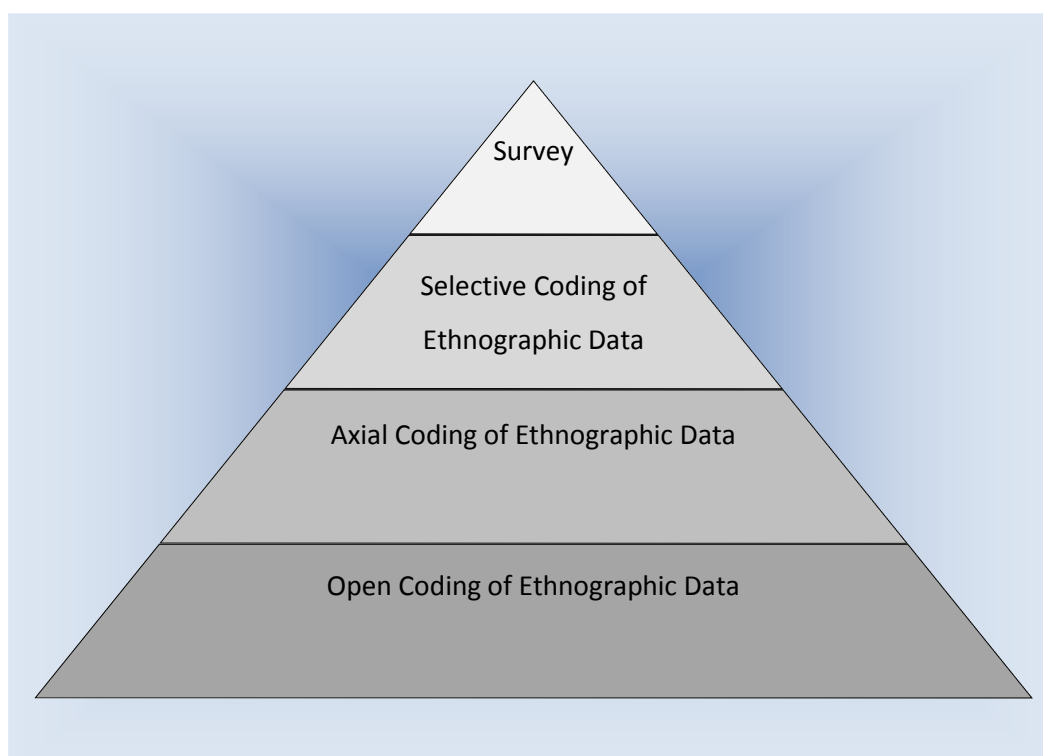 Survey
Selective Coding of
Ethnographic Data
Axial Coding of Ethnographic Data
Open Coding of Ethnographic Data